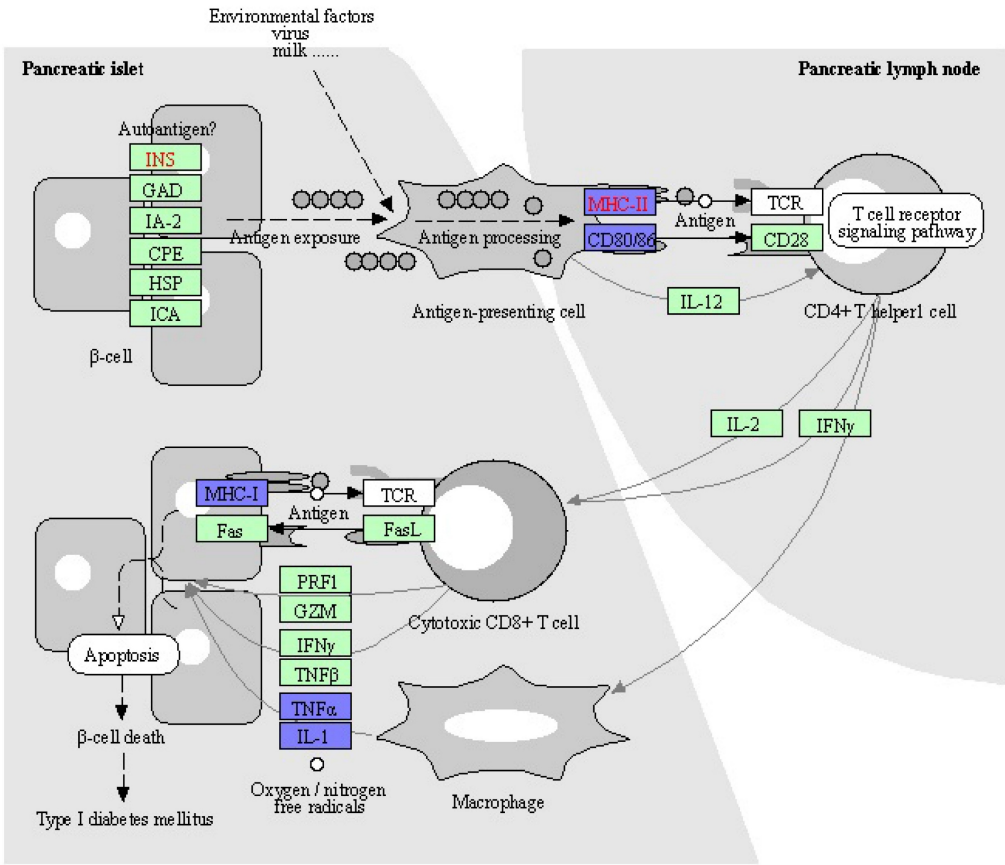 Environmental factors
virus
milk ......
Pancreatic islet
Pancreatic lymph node
Autoantigen?
INS
GAD
IA-2
CPE
HSP
ICA
β-cell
Antigen exposure
Antigen processing
MHC-II
CD80/86
Antigen
TCR
CD28
T cell receptor
signaling pathway
IL-12
Antigen-presenting cell
CD4+ T helper1 cell
IL-2
IFNγ
MHC-I
Fas
Antigen
TCR
FasL
PRF1
GZM
IFNγ
TNFβ
TNFα
IL-1
Cytotoxic CD8+ T cell
Apoptosis
β-cell death
Type I diabetes mellitus
Oxygen / nitrogen
free radicals
Macrophage